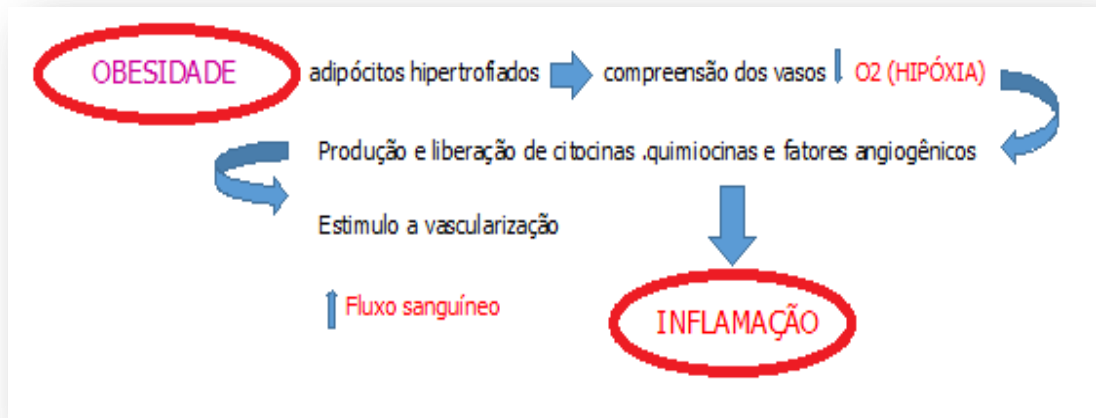 OBESIDADE adipócitos hipertrofiados compreensão dos vasos O2 (HIPÓXIA)
Produção e liberação de citocinas .quimiocinas e fatores angiogênicos
Estimulo a vascularização
Fluxo sanguíneo
INFLAMAÇÃO